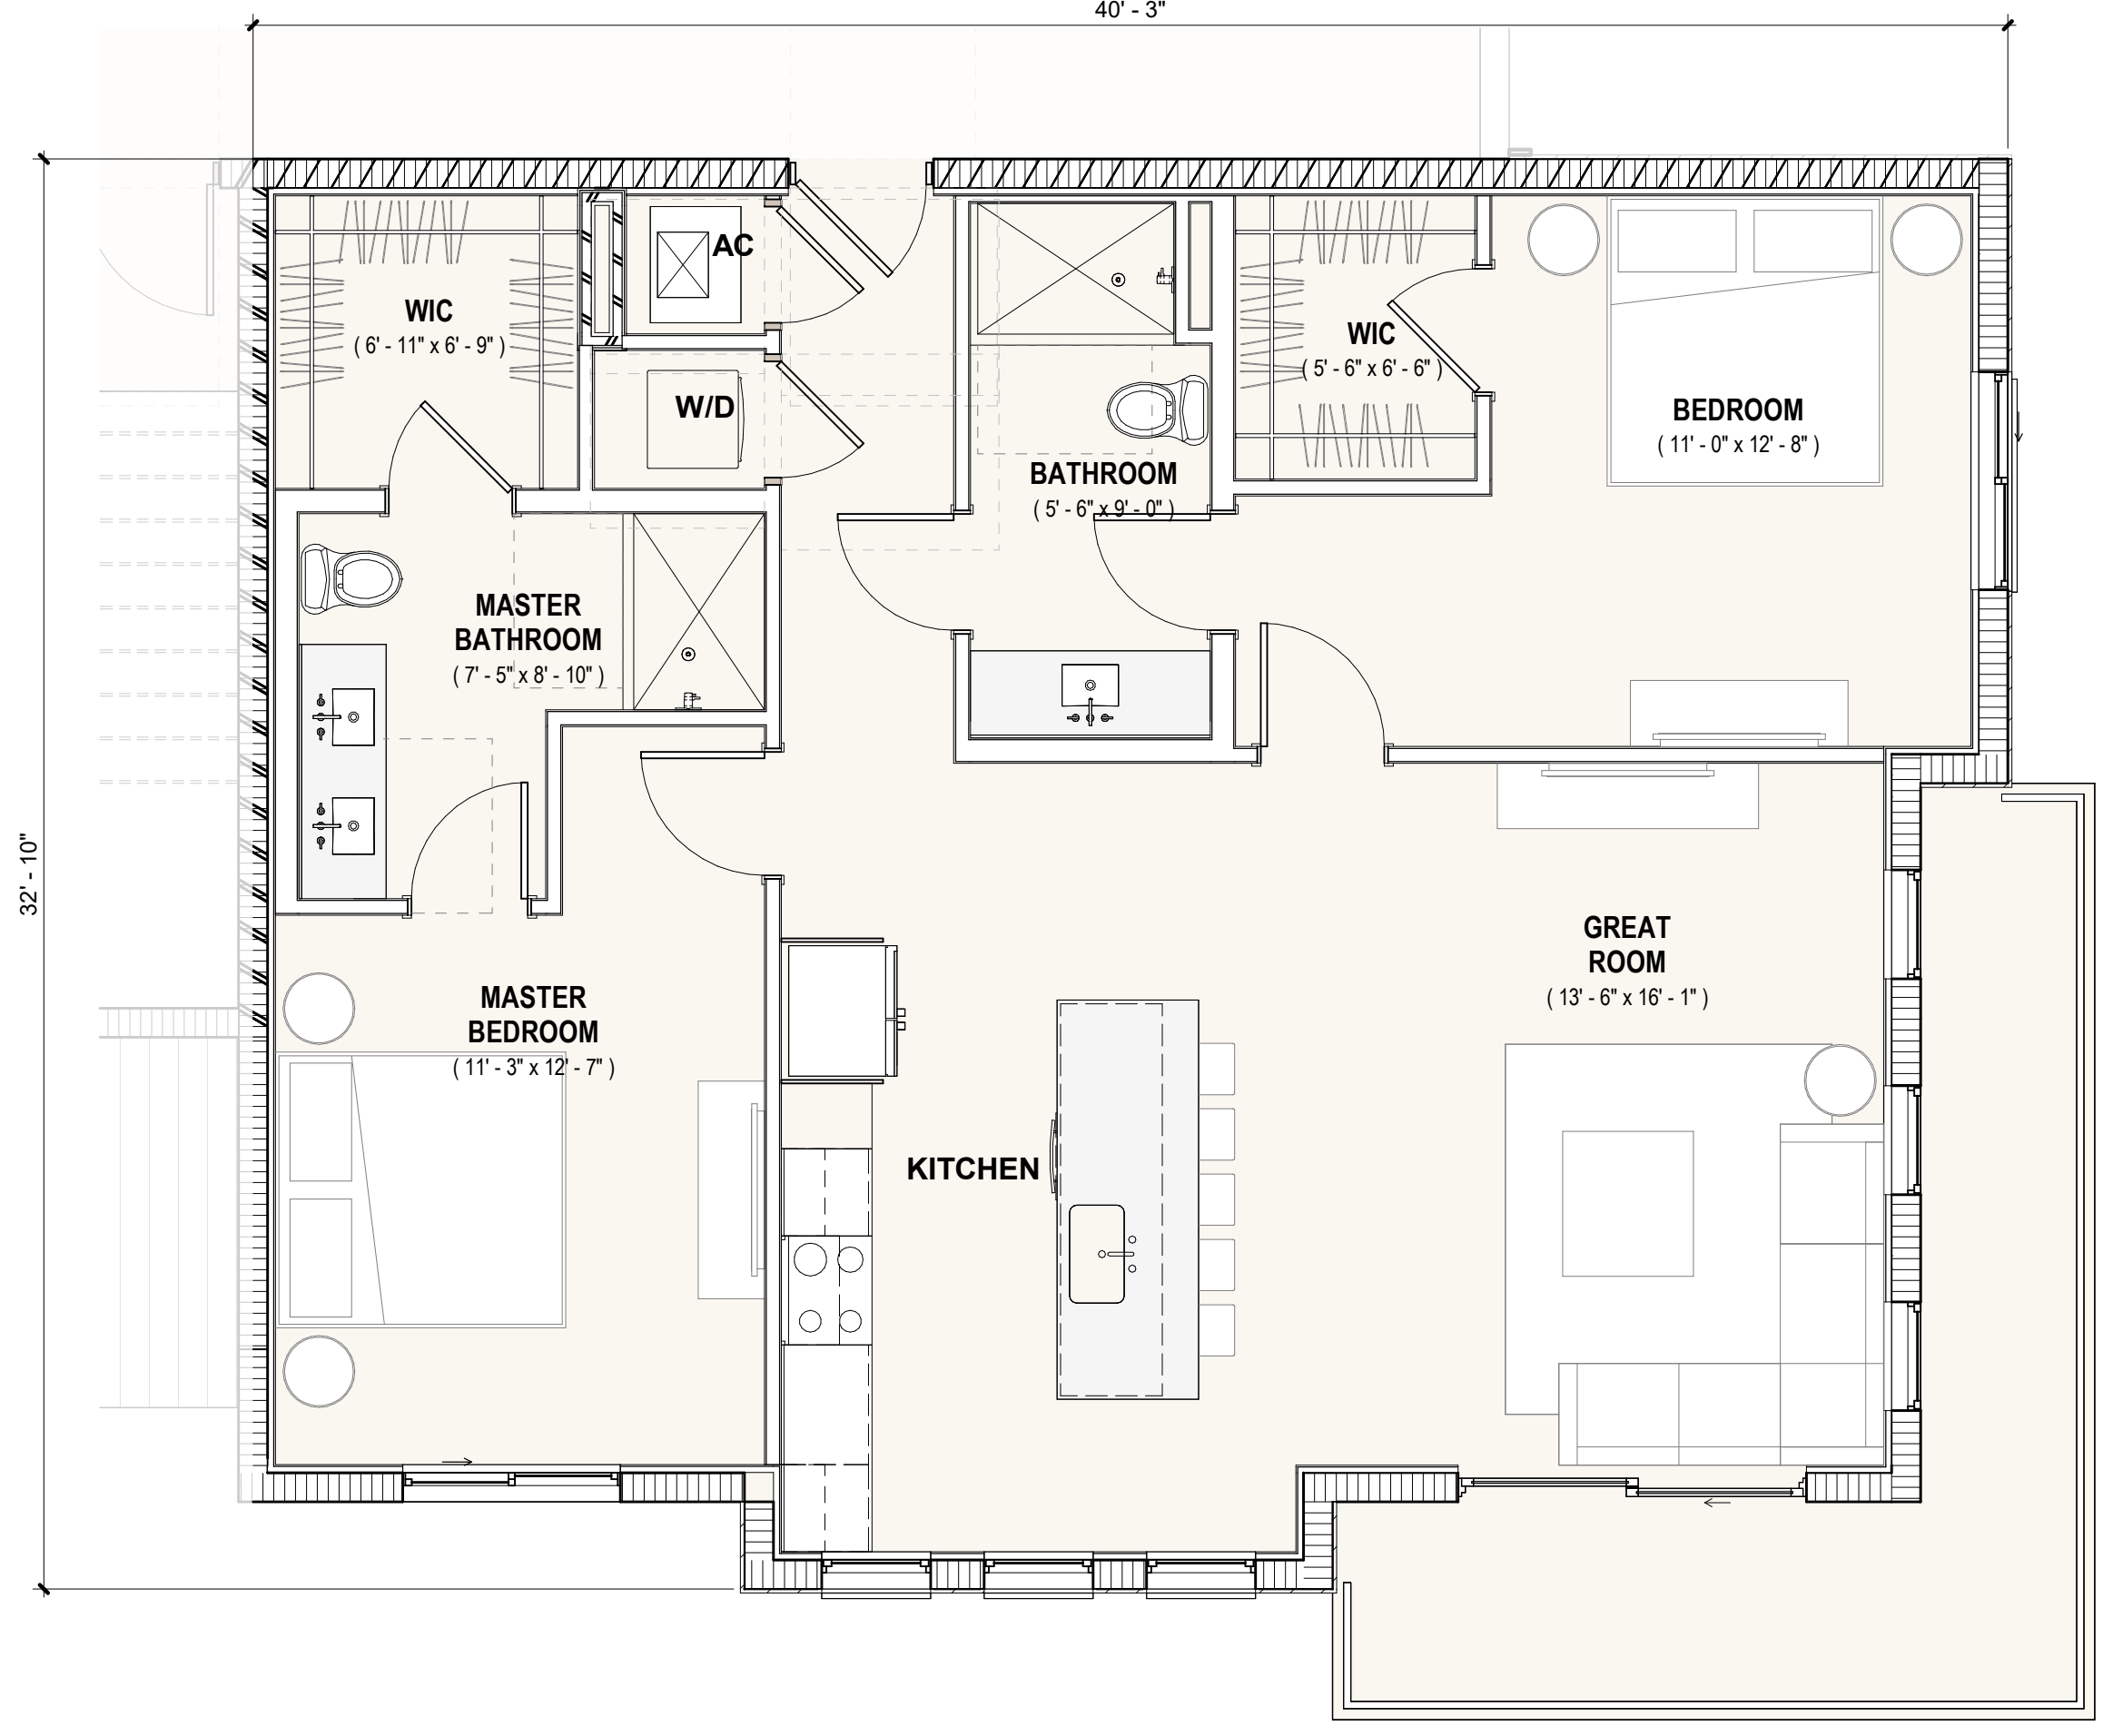 40' - 3"
AC
WIC
( 6' - 11" x 6' - 9" )
WIC
( 5' - 6" x 6' - 6" )
W/D
BEDROOM
( 11' - 0" x 12' - 8" )
BATHROOM
( 5' - 6" x 9' - 0" )
MASTER
BATHROOM
( 7' - 5" x 8' - 10" )
32' - 10"
GREAT
ROOM
( 13' - 6" x 16' - 1" )
MASTER
BEDROOM
( 11' - 3" x 12' - 7" )
KITCHEN